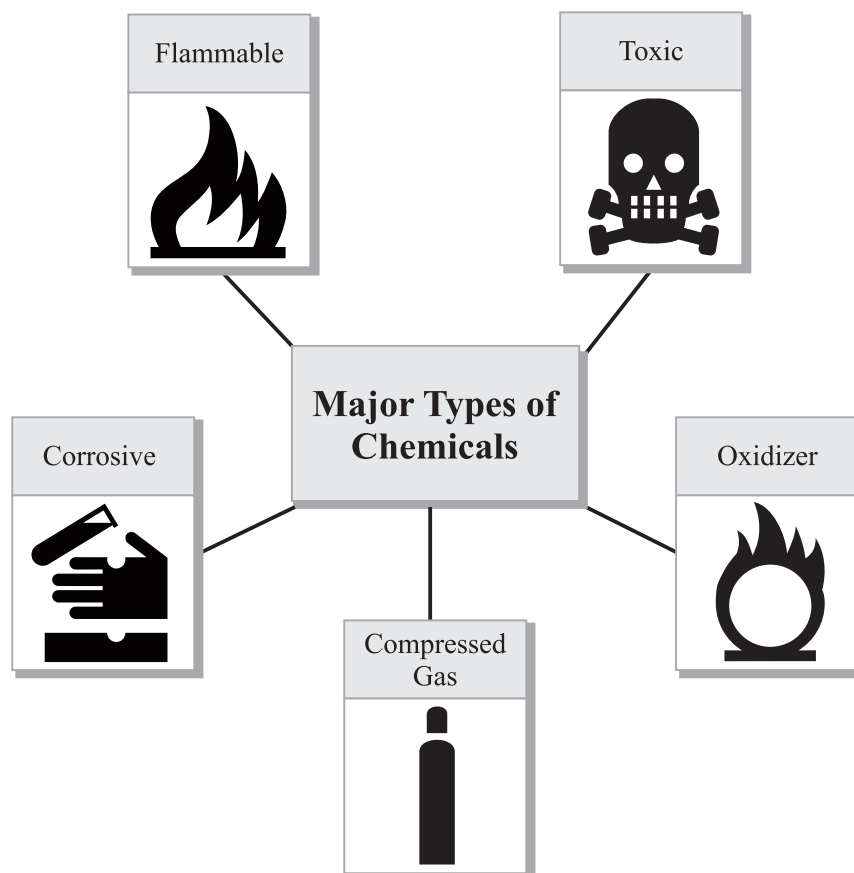 Flammable
Toxic
Major Types of
Chemicals
Corrosive
Oxidizer
Compressed
Gas